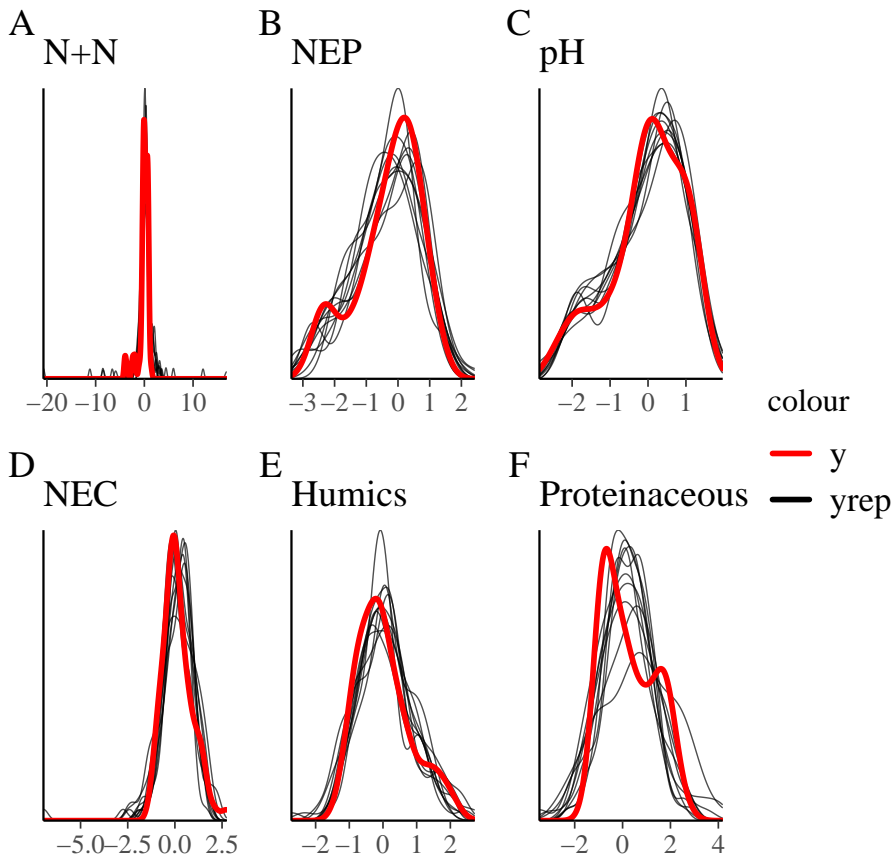 A
N+N
−20 −10 0 10
B
NEP
−3 −2 −1 0 1 2
C
pH
−2 −1 0 1
D
NEC
−5.0 −2.5 0.0 2.5
E
Humics
−2 −1 0 1 2
F
Proteinaceous
−2 0 2 4
colour
y
yrep